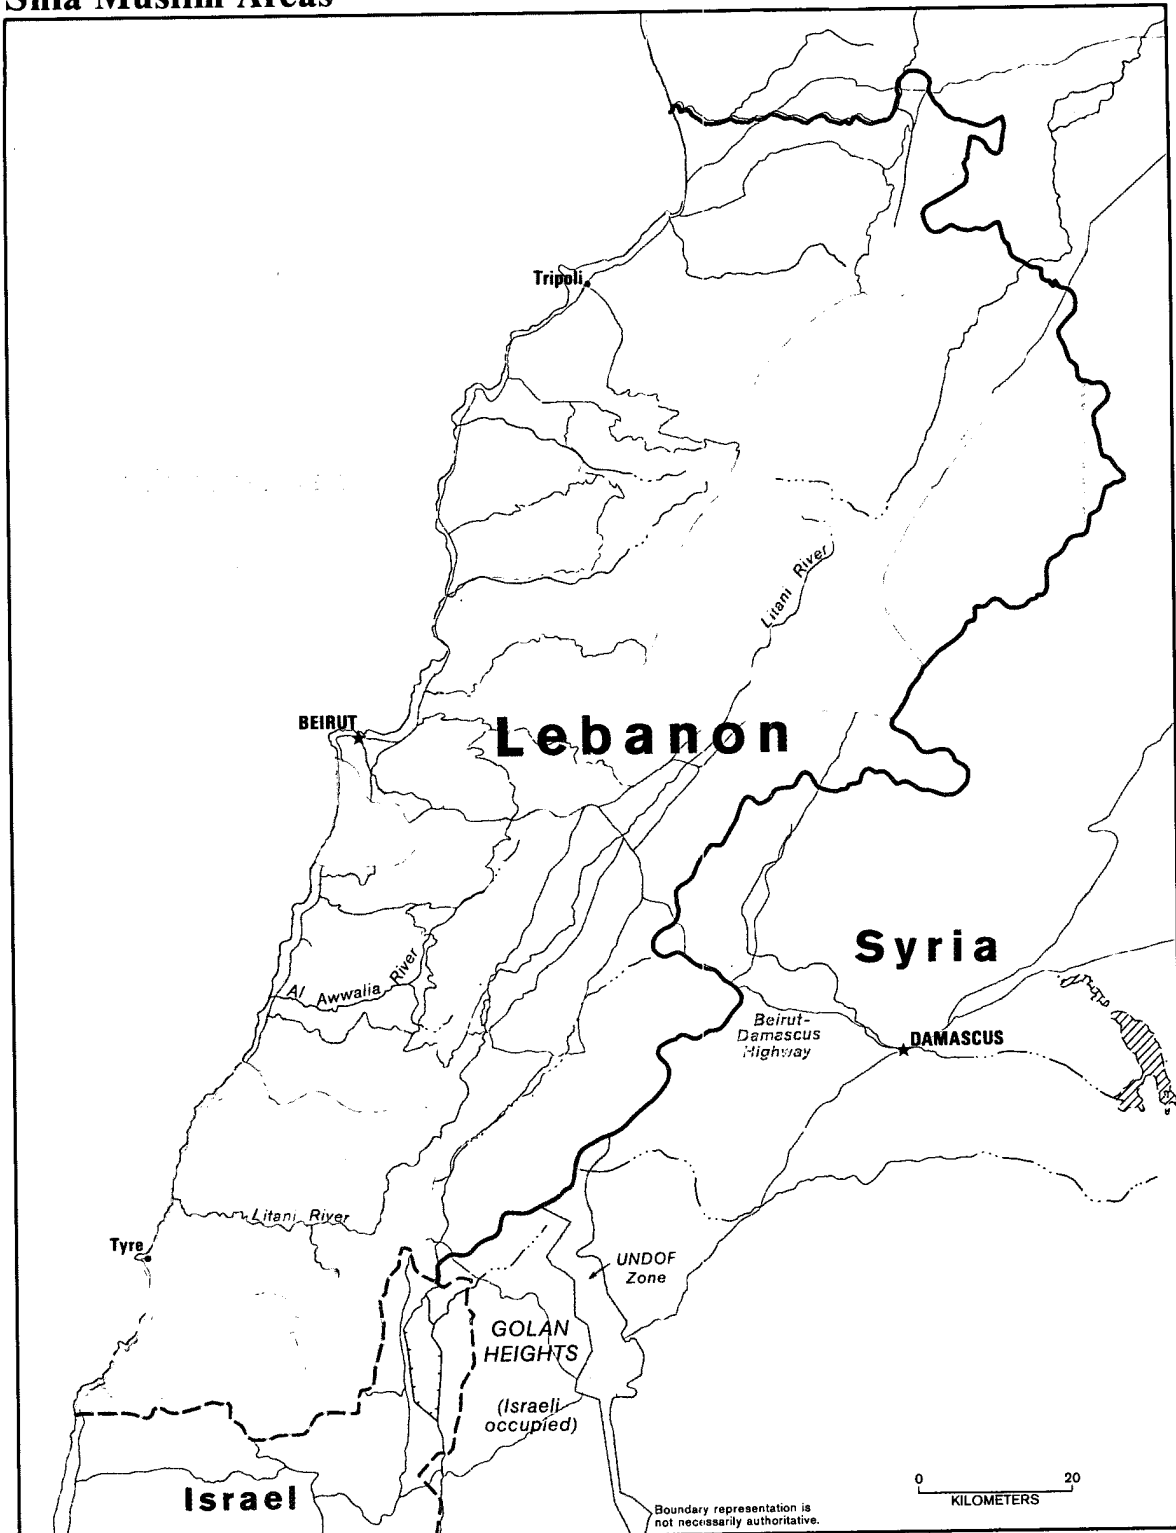 Shia Muslim Areas
Tripoli
Litani River
BEIRUT
Lebanon
Syria
Al Awwalia River
Beirut-
Damascus
Highway
DAMASCUS
Litani River
Tyre
UNDOF
Zone
GOLAN
HEIGHTS
(Israeli
occupied)
Israel
0 20
KILOMETERS
Boundary representation is
not necessarily authoritative.